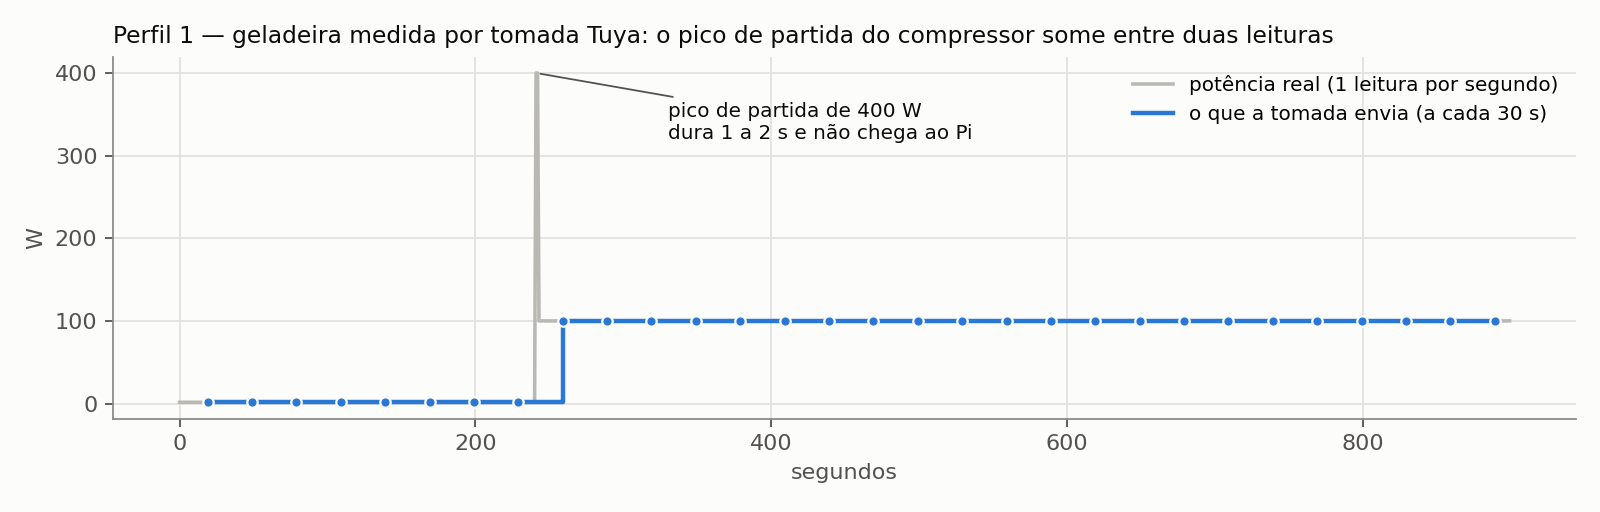 Perfil 1 — geladeira medida por tomada Tuya: o pico de partida do compressor some entre duas leituras
potência real (1 leitura por segundo)
o que a tomada envia (a cada 30 s)
pico de partida de 400 W
dura 1 a 2 s e não chega ao Pi
W
400
300
200
100
0
0 200 400 600 800
segundos